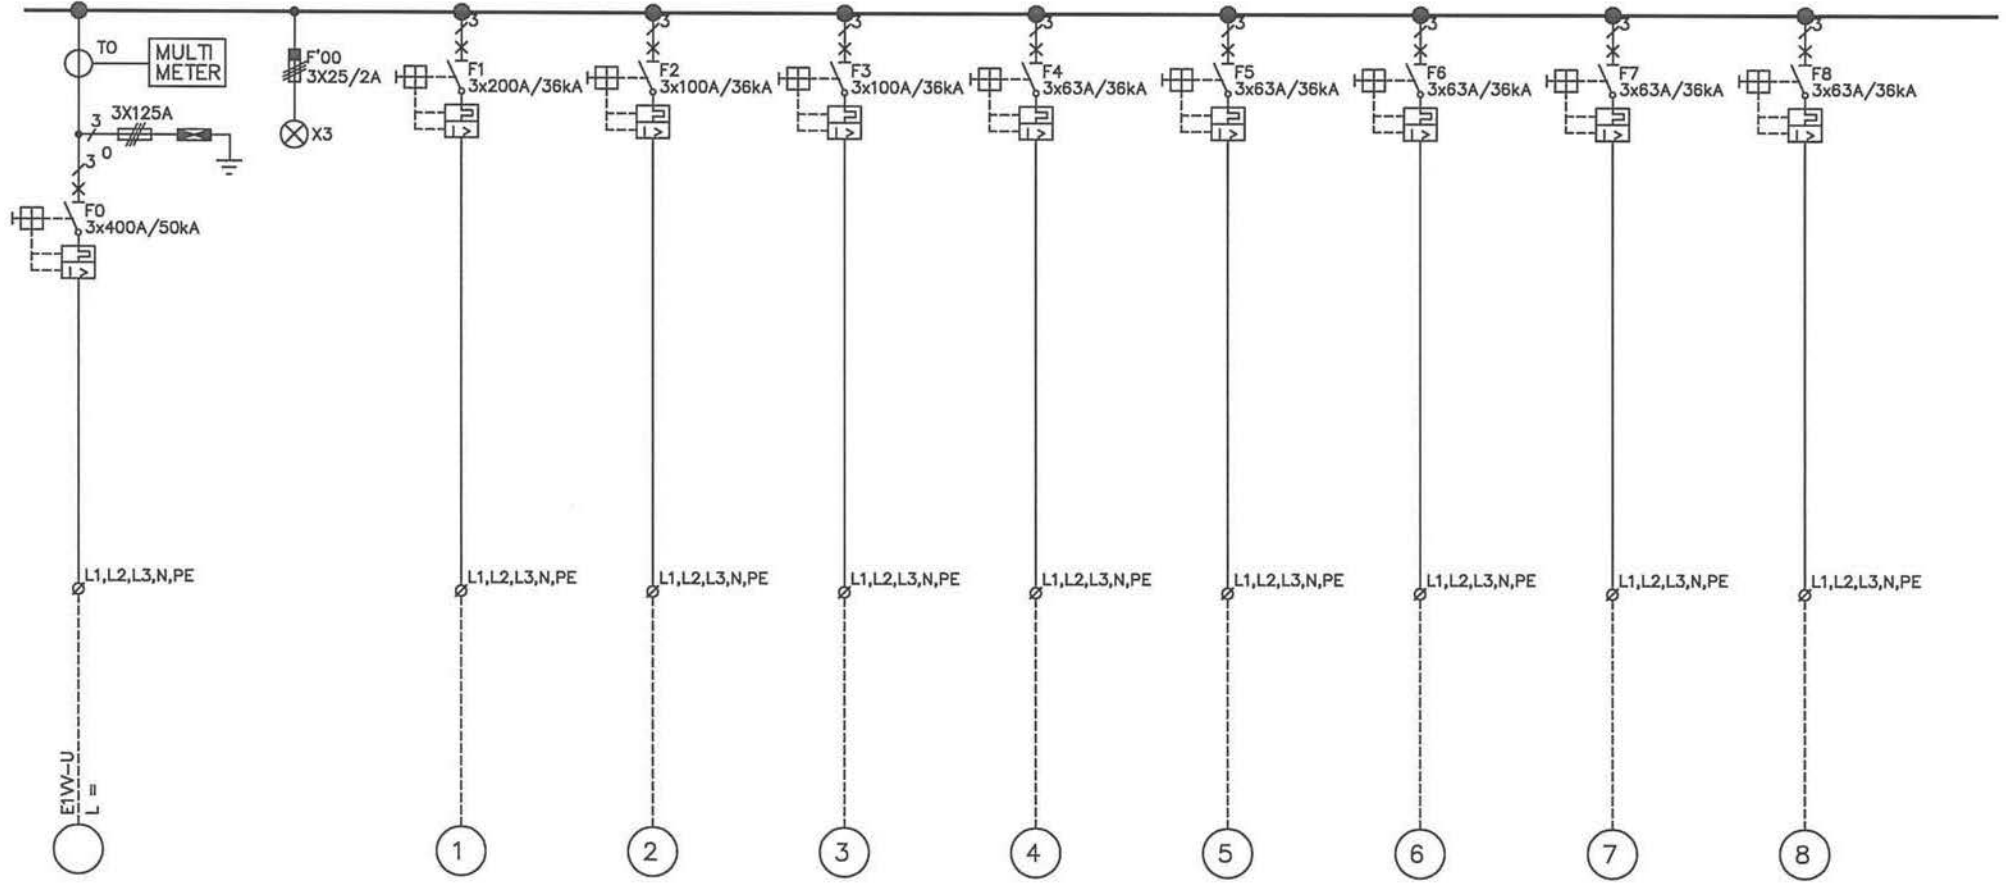 TO
MULTI
METER
3X125A
3
0
3
F0
3x400A/50kA
L1,L2,L3,N,PE
E1VV-U
L =
F'00
3X25/2A
X3
3
F1
3x200A/36kA
L1,L2,L3,N,PE
1
3
F2
3x100A/36kA
L1,L2,L3,N,PE
2
3
F3
3x100A/36kA
L1,L2,L3,N,PE
3
3
F4
3x63A/36kA
L1,L2,L3,N,PE
4
3
F5
3x63A/36kA
L1,L2,L3,N,PE
5
3
F6
3x63A/36kA
L1,L2,L3,N,PE
6
3
F7
3x63A/36kA
L1,L2,L3,N,PE
7
3
F8
3x63A/36kA
L1,L2,L3,N,PE
8
I >
I >
I >
I >
I >
I >
I >
I >
I >